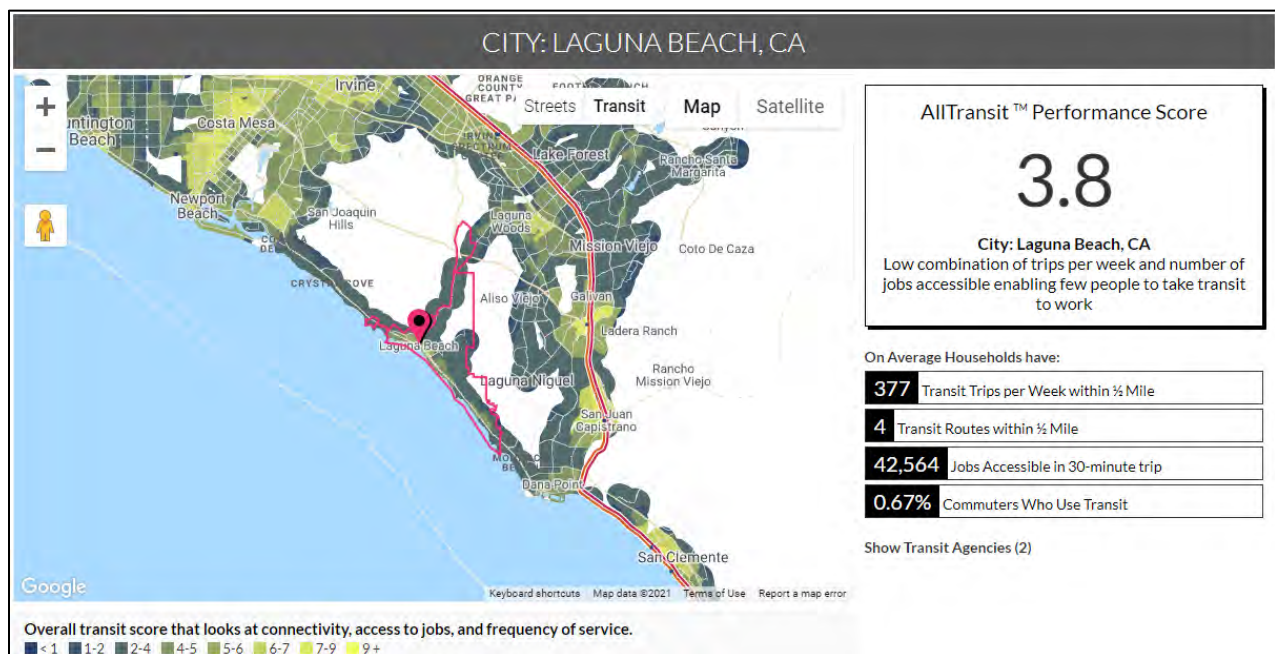 CITY: LAGUNA BEACH, CA
Irvine
ORANGE
COUNTY
GREAT
Streets
Transit
Map
Satellite
Costa Mesa
Beach
Lake Forest
Rancho Santa
Margarita
Newport
Beach
San Joaquin
Hills
Laguna
Woods
Mission Viejo
Coto De Caza
Aliso Viejo
Galivan
Laguna Beach
Ladera Ranch
Rancho
Mission Viejo
Laguna Niguel
San Juan
Capistrano
Dana Point
San Clemente
Google
Keyboard shortcuts
Map data ©2021
Terms of Use
Report a map error
Overall transit score that looks at connectivity, access to jobs, and frequency of service.
< 1 1-2 2-4 4-5 5-6 6-7 7-9 9 +
AllTransit ™ Performance Score
3.8
City: Laguna Beach, CA
Low combination of trips per week and number of
jobs accessible enabling few people to take transit
to work
On Average Households have:
377 Transit Trips per Week within ½ Mile
4 Transit Routes within ½ Mile
42,564 Jobs Accessible in 30-minute trip
0.67% Commuters Who Use Transit
Show Transit Agencies (2)